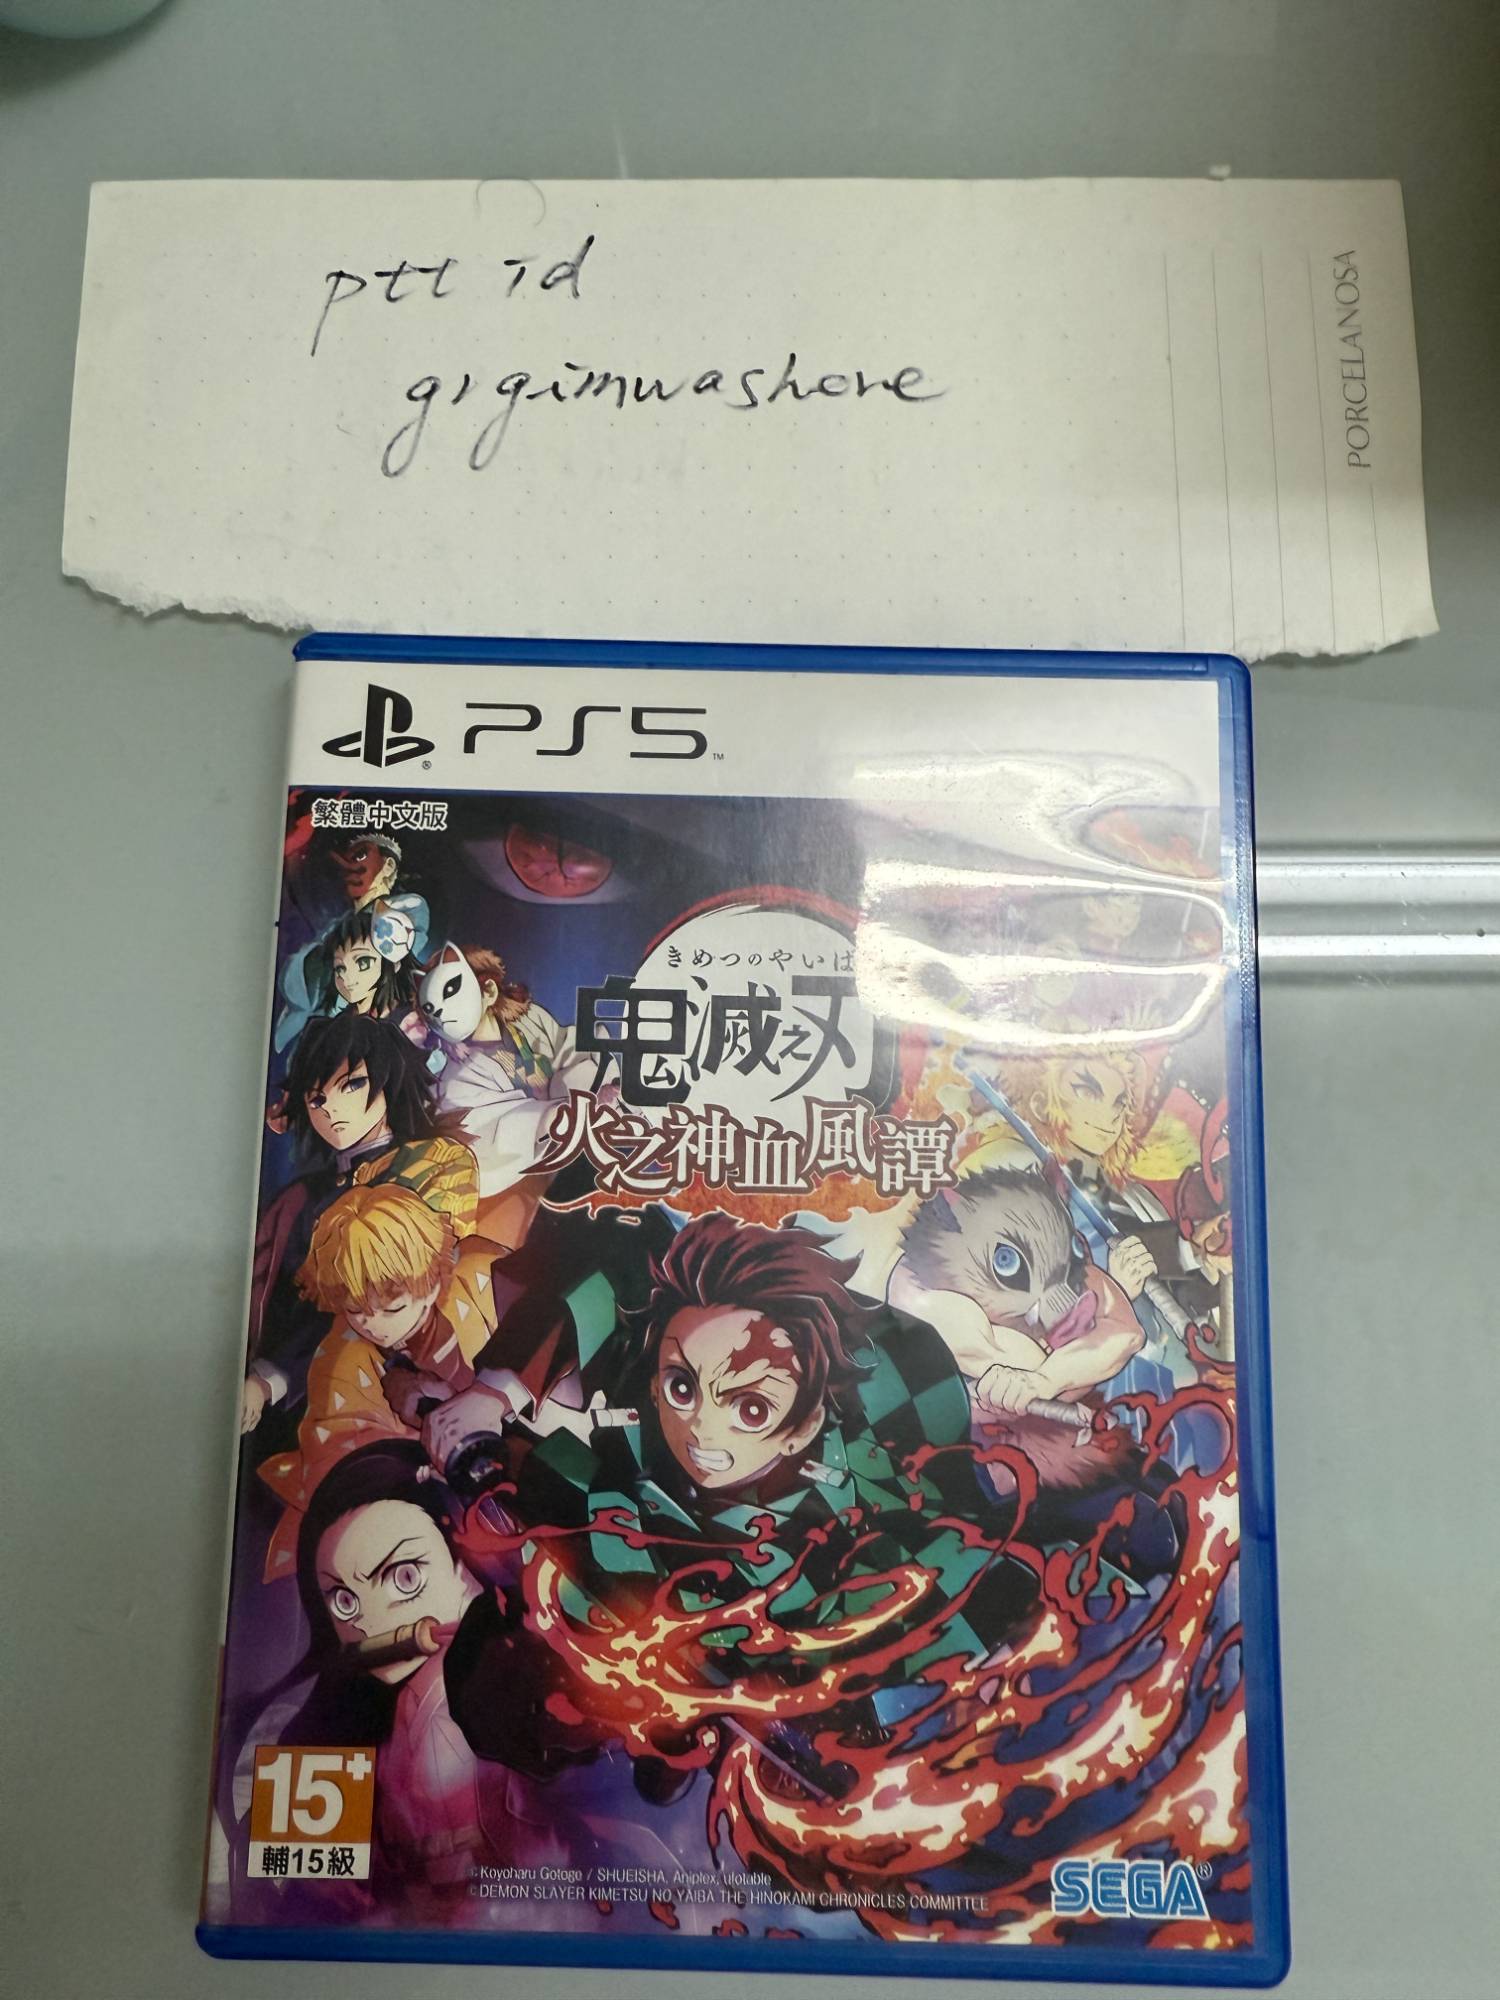 ptt id
grgimwashere
PORCELANOSA
PS5™
繁體中文版
きめつのやいば
鬼滅之刃
火之神血風譚
15+
輔15級
©Koyoharu Gotoge / SHUEISHA, Aniplex, ufotable
©DEMON SLAYER KIMETSU NO YAIBA THE HINOKAMI CHRONICLES COMMITTEE
SEGA®